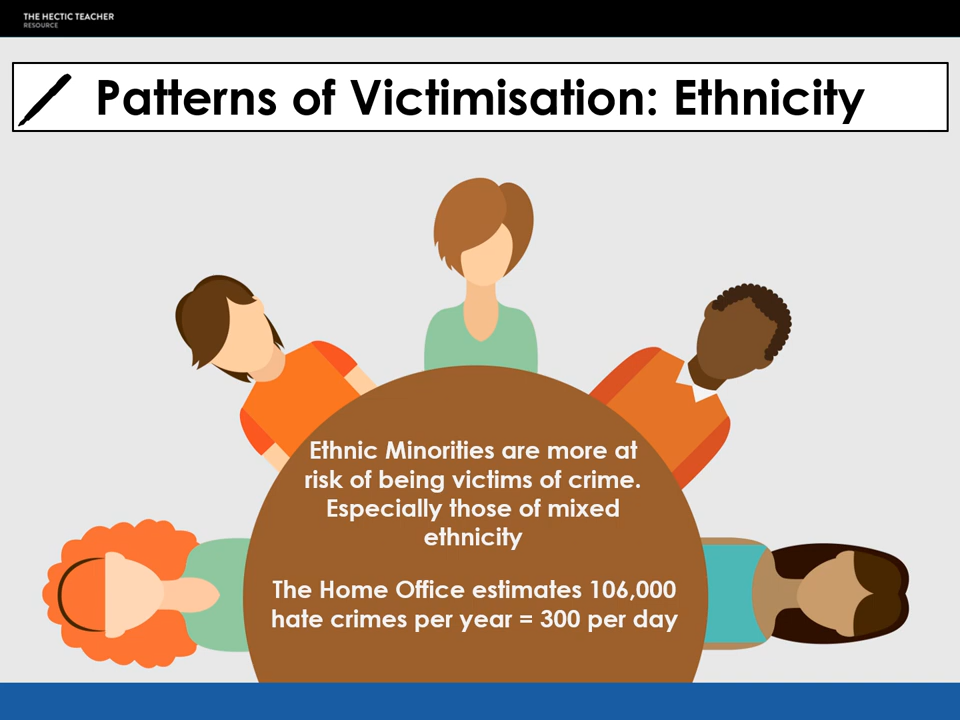 THE HECTIC TEACHER
RESOURCE
Patterns of Victimisation: Ethnicity
Ethnic Minorities are more at
risk of being victims of crime.
Especially those of mixed
ethnicity
The Home Office estimates 106,000
hate crimes per year = 300 per day